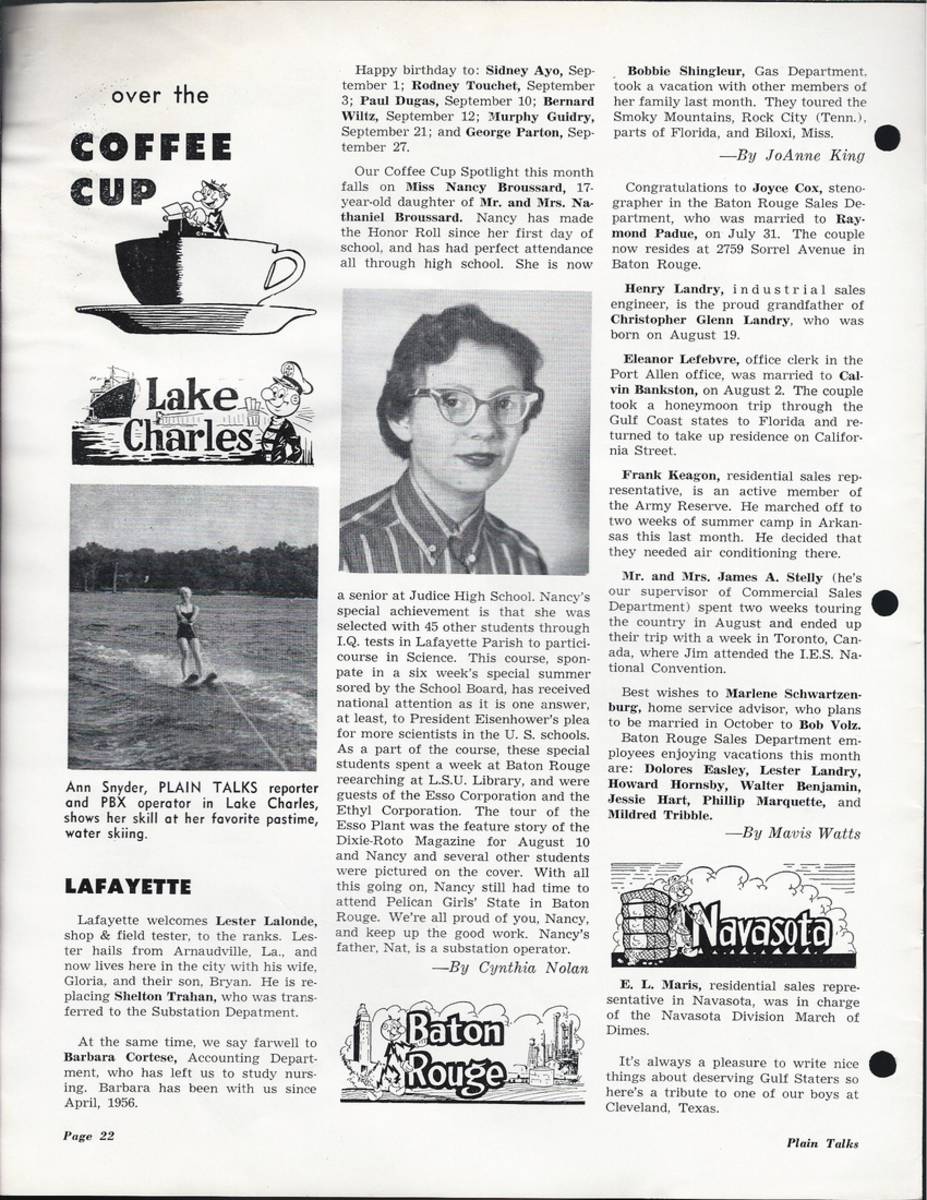 over the
COFFEE
CUP
Lake
Charles
Ann Snyder, PLAIN TALKS reporter
and PBX operator in Lake Charles,
shows her skill at her favorite pastime,
water skiing.
LAFAYETTE
Lafayette welcomes Lester Lalonde,
shop & field tester, to the ranks. Les-
ter hails from Arnaudville, La., and
now lives here in the city with his wife,
Gloria, and their son, Bryan. He is re-
placing Shelton Trahan, who was trans-
ferred to the Substation Depatment.
At the same time, we say farewell to
Barbara Cortese, Accounting Depart-
ment, who has left us to study nurs-
ing. Barbara has been with us since
April, 1956.
Happy birthday to: Sidney Ayo, Sep-
tember 1; Rodney Touchet, September
3; Paul Dugas, September 10; Bernard
Wiltz, September 12; Murphy Guidry,
September 21; and George Parton, Sep-
tember 27.
Our Coffee Cup Spotlight this month
falls on Miss Nancy Broussard, 17-
year-old daughter of Mr. and Mrs. Na-
thaniel Broussard. Nancy has made
the Honor Roll since her first day of
school, and has had perfect attendance
all through high school. She is now
a senior at Judice High School. Nancy's
special achievement is that she was
selected with 45 other students through
I.Q. tests in Lafayette Parish to partici-
course in Science. This course, spon-
pate in a six week's special summer
sored by the School Board, has received
national attention as it is one answer,
at least, to President Eisenhower's plea
for more scientists in the U. S. schools.
As a part of the course, these special
students spent a week at Baton Rouge
reearching at L.S.U. Library, and were
guests of the Esso Corporation and the
Ethyl Corporation. The tour of the
Esso Plant was the feature story of the
Dixie-Roto Magazine for August 10
and Nancy and several other students
were pictured on the cover. With all
this going on, Nancy still had time to
attend Pelican Girls' State in Baton
Rouge. We're all proud of you, Nancy,
and keep up the good work. Nancy's
father, Nat, is a substation operator.
—By Cynthia Nolan
Baton
Rouge
Bobbie Shingleur, Gas Department,
took a vacation with other members of
her family last month. They toured the
Smoky Mountains, Rock City (Tenn.),
parts of Florida, and Biloxi, Miss.
—By JoAnne King
Congratulations to Joyce Cox, steno-
grapher in the Baton Rouge Sales De-
partment, who was married to Ray-
mond Padue, on July 31. The couple
now resides at 2759 Sorrel Avenue in
Baton Rouge.
Henry Landry, industrial sales
engineer, is the proud grandfather of
Christopher Glenn Landry, who was
born on August 19.
Eleanor Lefebvre, office clerk in the
Port Allen office, was married to Cal-
vin Bankston, on August 2. The couple
took a honeymoon trip through the
Gulf Coast states to Florida and re-
turned to take up residence on Califor-
nia Street.
Frank Keagon, residential sales rep-
resentative, is an active member of
the Army Reserve. He marched off to
two weeks of summer camp in Arkan-
sas this last month. He decided that
they needed air conditioning there.
Mr. and Mrs. James A. Stelly (he's
our supervisor of Commercial Sales
Department) spent two weeks touring
the country in August and ended up
their trip with a week in Toronto, Can-
ada, where Jim attended the I.E.S. Na-
tional Convention.
Best wishes to Marlene Schwartzen-
burg, home service advisor, who plans
to be married in October to Bob Volz.
Baton Rouge Sales Department em-
ployees enjoying vacations this month
are: Dolores Easley, Lester Landry,
Howard Hornsby, Walter Benjamin,
Jessie Hart, Phillip Marquette, and
Mildred Tribble.
—By Mavis Watts
Navasota
E. L. Maris, residential sales repre-
sentative in Navasota, was in charge
of the Navasota Division March of
Dimes.
It's always a pleasure to write nice
things about deserving Gulf Staters so
here's a tribute to one of our boys at
Cleveland, Texas.
Page 22
Plain Talks